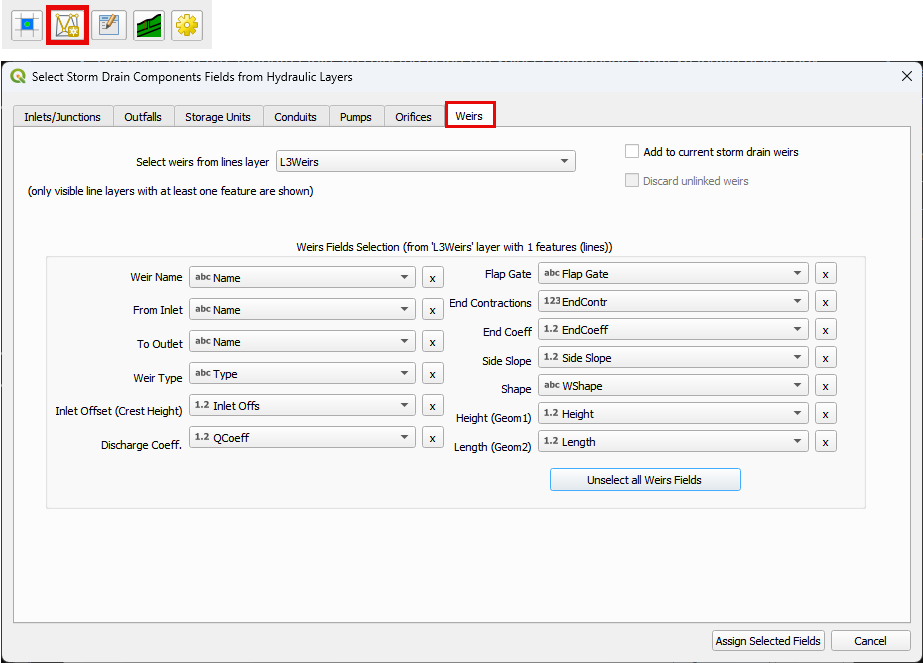 Select Storm Drain Components Fields from Hydraulic Layers
Inlets/Junctions Outfalls Storage Units Conduits Pumps Orifices Weirs
Select weirs from lines layer L3Weirs
Add to current storm drain weirs
(only visible line layers with at least one feature are shown)
Discard unlinked weirs
Weirs Fields Selection (from 'L3Weirs' layer with 1 features (lines))
Weir Name abc Name x
From Inlet abc Name x
To Outlet abc Name x
Weir Type abc Type x
Inlet Offset (Crest Height) 1.2 Inlet Offs x
Discharge Coeff. 1.2 QCoeff x
Flap Gate abc Flap Gate x
End Contractions 123 EndContr x
End Coeff 1.2 EndCoeff x
Side Slope 1.2 Side Slope x
Shape abc WShape x
Height (Geom1) 1.2 Height x
Length (Geom2) 1.2 Length x
Unselect all Weirs Fields
Assign Selected Fields Cancel